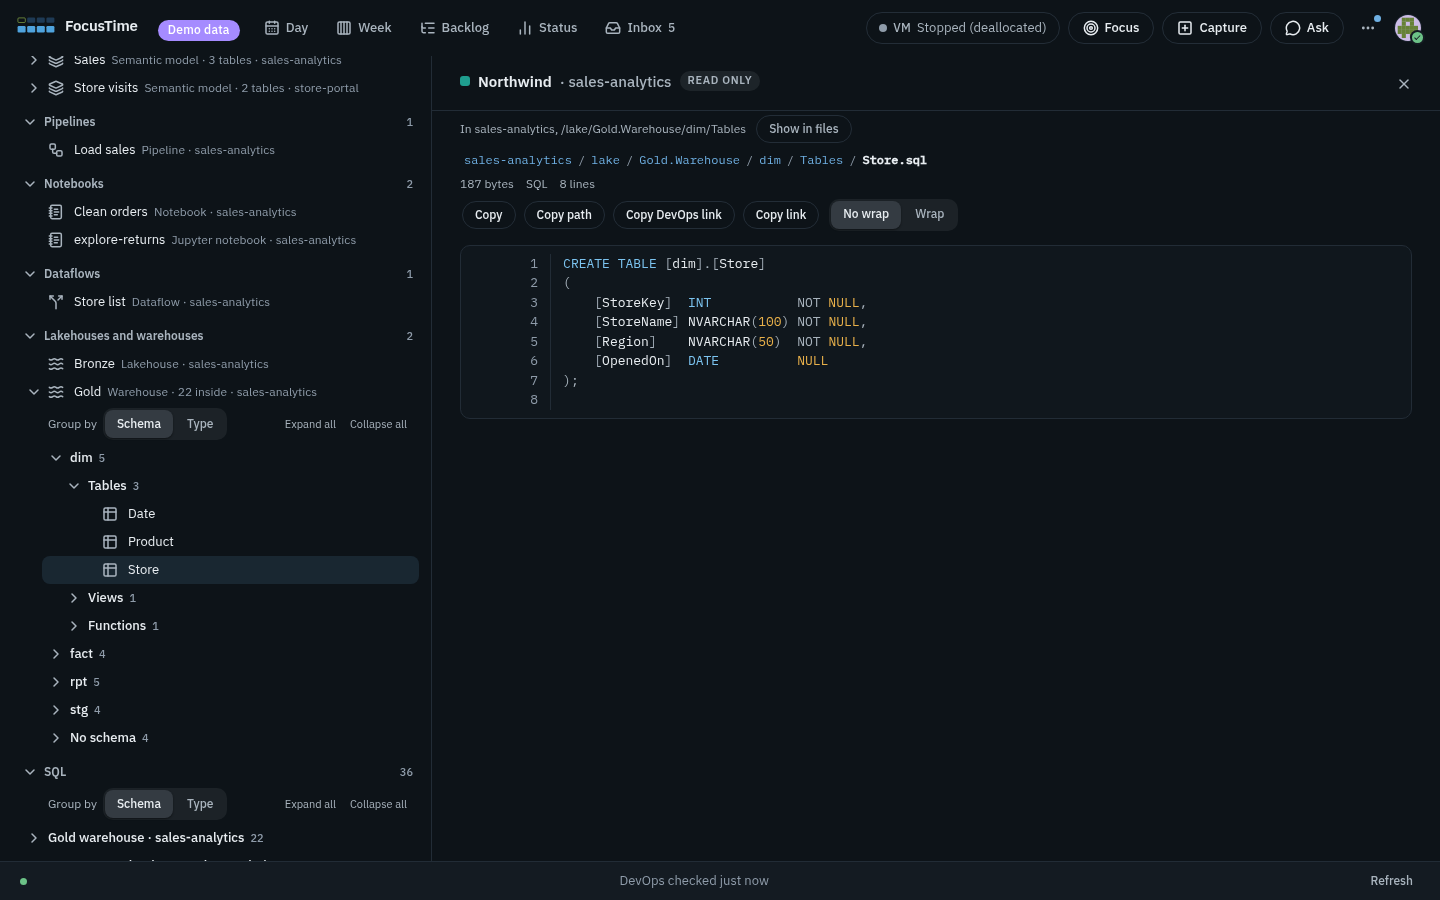 FocusTime
Demo data
Day
Week
Backlog
Status
Inbox 5
VM Stopped (deallocated)
Focus
Capture
Ask
Sales Semantic model · 3 tables · sales-analytics
Store visits Semantic model · 2 tables · store-portal
Pipelines 1
Load sales Pipeline · sales-analytics
Notebooks 2
Clean orders Notebook · sales-analytics
explore-returns Jupyter notebook · sales-analytics
Dataflows 1
Store list Dataflow · sales-analytics
Lakehouses and warehouses 2
Bronze Lakehouse · sales-analytics
Gold Warehouse · 22 inside · sales-analytics
Group by Schema Type Expand all Collapse all
dim 5
Tables 3
Date
Product
Store
Views 1
Functions 1
fact 4
rpt 5
stg 4
No schema 4
SQL 36
Group by Schema Type Expand all Collapse all
Gold warehouse · sales-analytics 22
Northwind · sales-analytics READ ONLY
In sales-analytics, /lake/Gold.Warehouse/dim/Tables Show in files
sales-analytics / lake / Gold.Warehouse / dim / Tables / Store.sql
187 bytes SQL 8 lines
Copy Copy path Copy DevOps link Copy link No wrap Wrap
1 CREATE TABLE [dim].[Store]
2 (
3 [StoreKey] INT NOT NULL,
4 [StoreName] NVARCHAR(100) NOT NULL,
5 [Region] NVARCHAR(50) NOT NULL,
6 [OpenedOn] DATE NULL
7 );
8
DevOps checked just now
Refresh